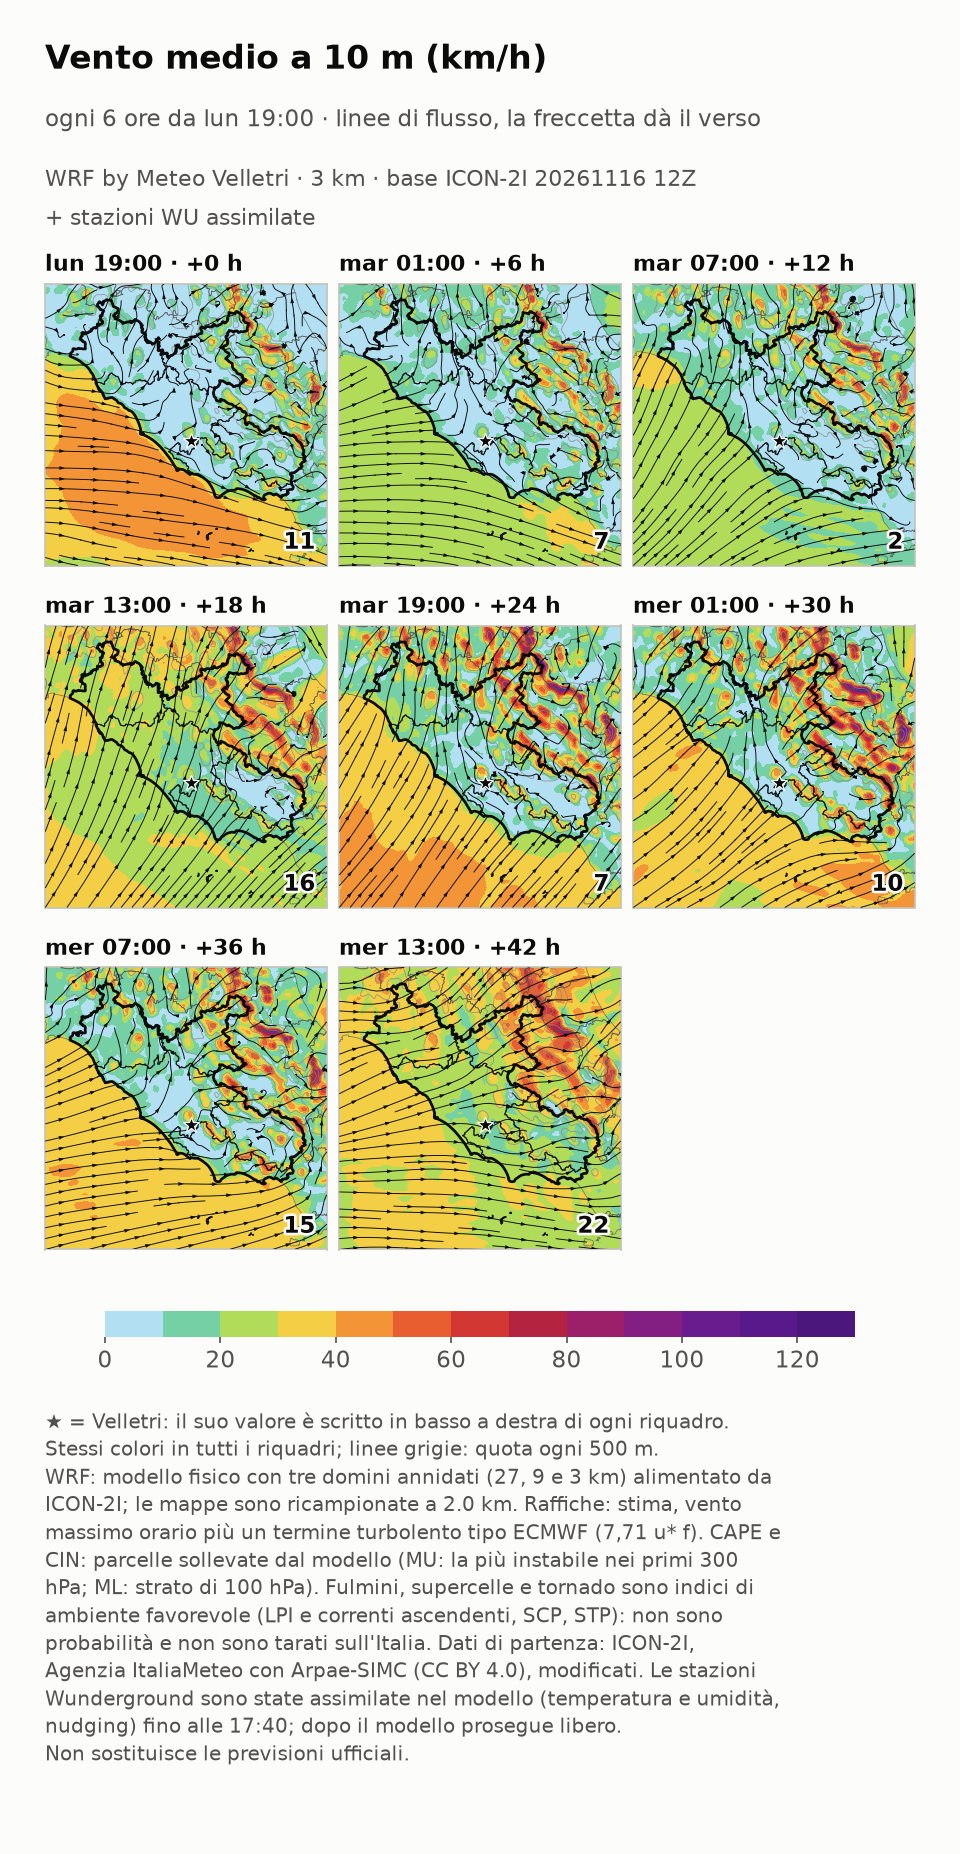 Vento medio a 10 m (km/h)
ogni 6 ore da lun 19:00 · linee di flusso, la freccetta dà il verso
WRF by Meteo Velletri · 3 km · base ICON-2I 20261116 12Z
+ stazioni WU assimilate
lun 19:00 · +0 h
mar 01:00 · +6 h
mar 07:00 · +12 h
11
7
2
mar 13:00 · +18 h
mar 19:00 · +24 h
mer 01:00 · +30 h
16
7
10
mer 07:00 · +36 h
mer 13:00 · +42 h
15
22
0 20 40 60 80 100 120
★ = Velletri: il suo valore è scritto in basso a destra di ogni riquadro.
Stessi colori in tutti i riquadri; linee grigie: quota ogni 500 m.
WRF: modello fisico con tre domini annidati (27, 9 e 3 km) alimentato da
ICON-2I; le mappe sono ricampionate a 2.0 km. Raffiche: stima, vento
massimo orario più un termine turbolento tipo ECMWF (7,71 u* f). CAPE e
CIN: parcelle sollevate dal modello (MU: la più instabile nei primi 300
hPa; ML: strato di 100 hPa). Fulmini, supercelle e tornado sono indici di
ambiente favorevole (LPI e correnti ascendenti, SCP, STP): non sono
probabilità e non sono tarati sull'Italia. Dati di partenza: ICON-2I,
Agenzia ItaliaMeteo con Arpae-SIMC (CC BY 4.0), modificati. Le stazioni
Wunderground sono state assimilate nel modello (temperatura e umidità,
nudging) fino alle 17:40; dopo il modello prosegue libero.
Non sostituisce le previsioni ufficiali.